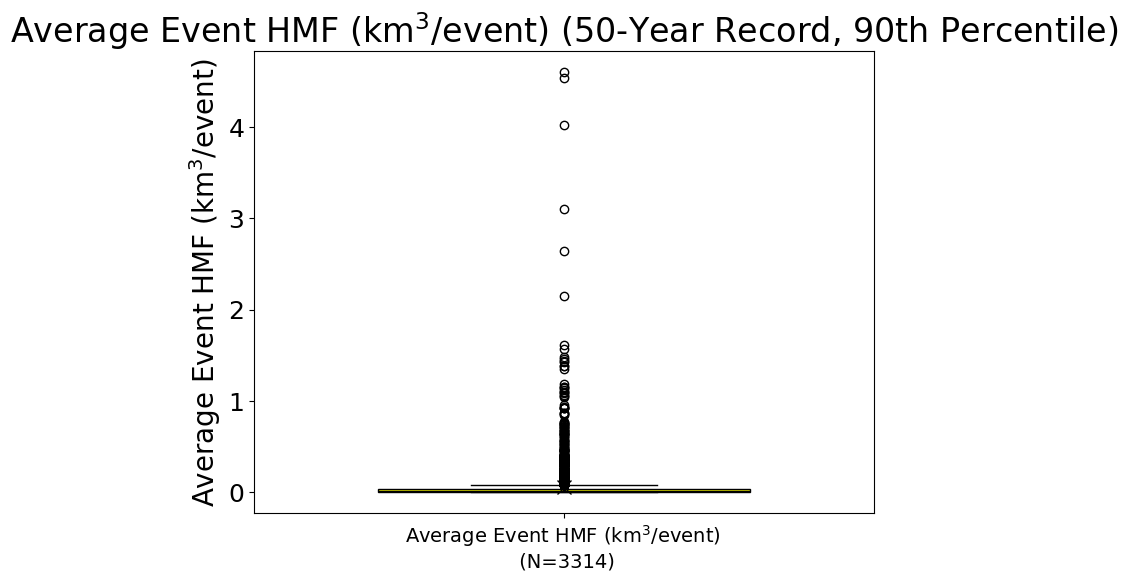 Average Event HMF (km³/event) (50-Year Record, 90th Percentile)
Average Event HMF (km³/event)
4
3
2
1
0
Average Event HMF (km³/event)
(N=3314)